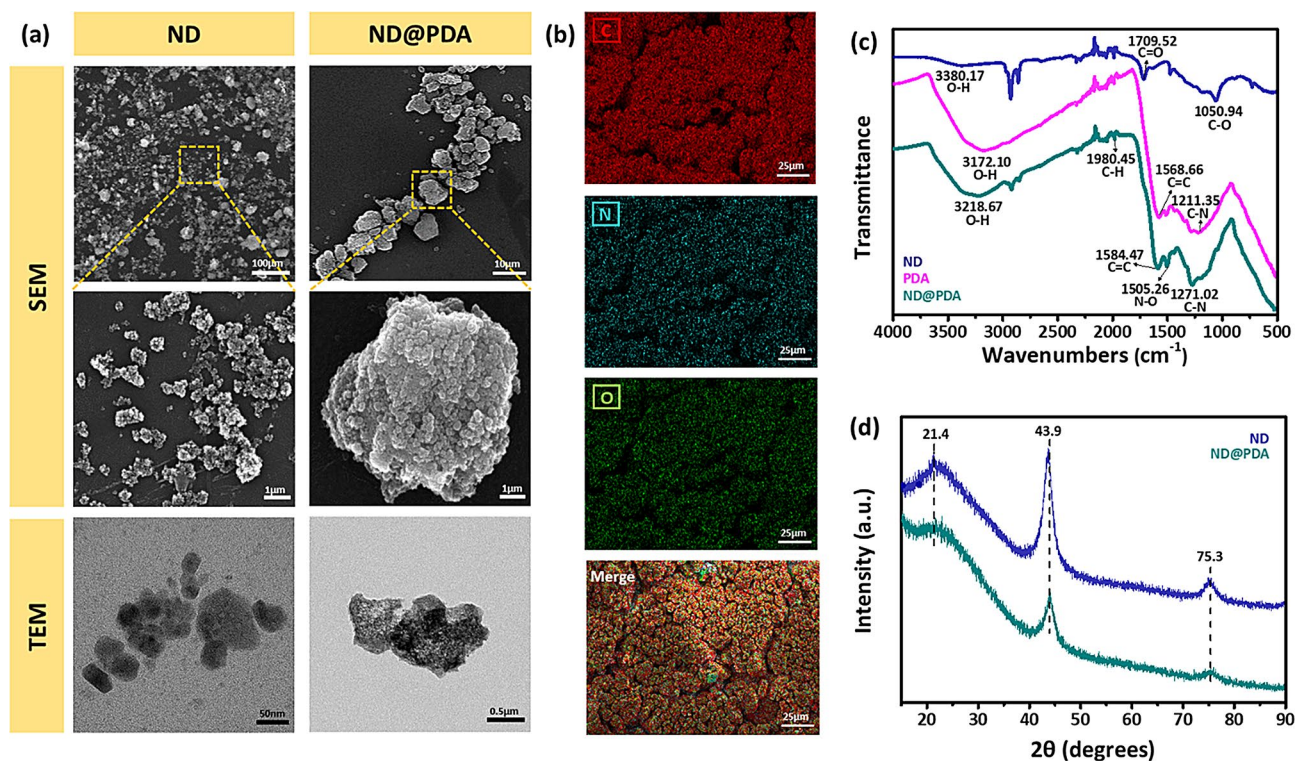 (a)
ND
ND@PDA
SEM
100μm
10μm
1μm
1μm
TEM
50nm
0.5μm
(b)
C
25μm
N
25μm
O
25μm
Merge
25μm
(c)
1709.52
C=O
3380.17
O-H
1050.94
C-O
3172.10
O-H
1980.45
C-H
1568.66
C=C
1211.35
C-N
3218.67
O-H
1584.47
C=C
1505.26
N-O
1271.02
C-N
ND
PDA
ND@PDA
Transmittance
4000 3500 3000 2500 2000 1500 1000 500
Wavenumbers (cm⁻¹)
(d)
21.4
43.9
75.3
ND
ND@PDA
Intensity (a.u.)
20 30 40 50 60 70 80 90
2θ (degrees)